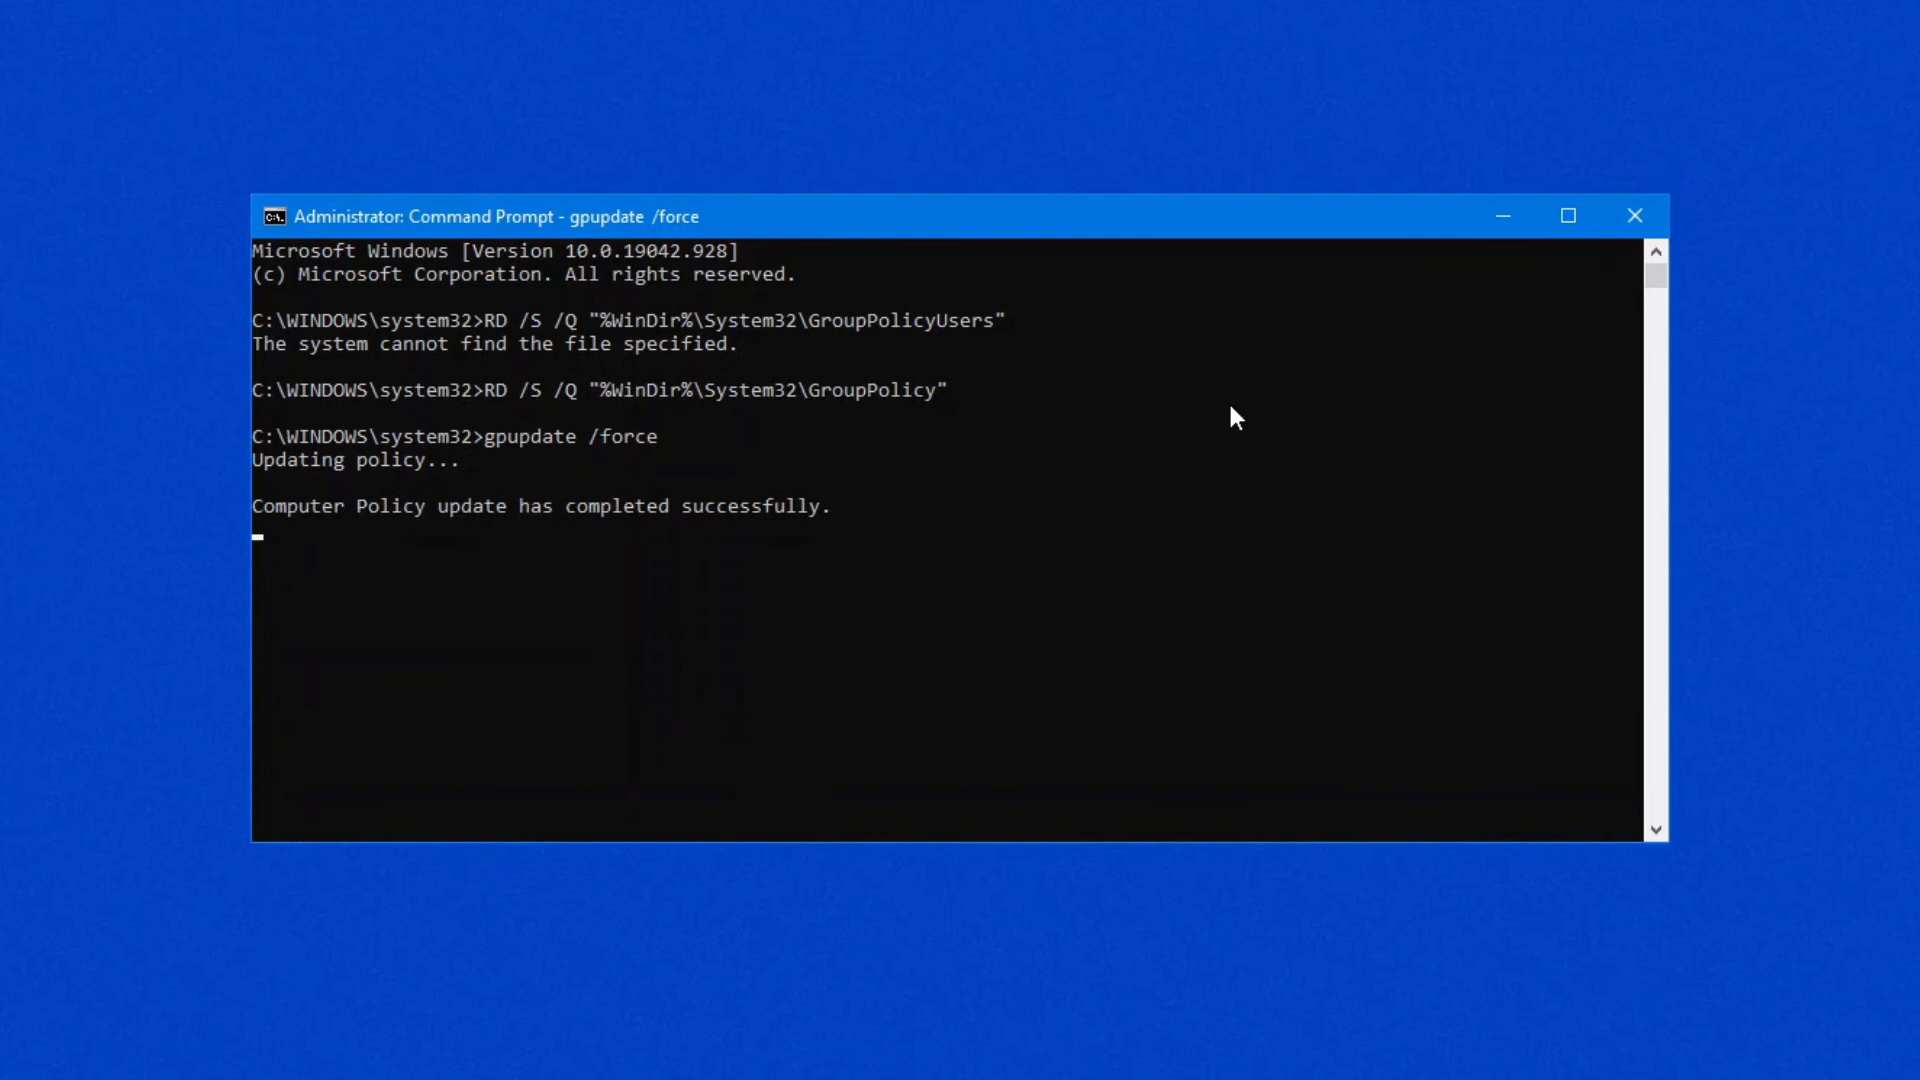 Administrator: Command Prompt - gpupdate /force
Microsoft Windows [Version 10.0.19042.928]
(c) Microsoft Corporation. All rights reserved.
C:\WINDOWS\system32>RD /S /Q "%WinDir%\System32\GroupPolicyUsers"
The system cannot find the file specified.
C:\WINDOWS\system32>RD /S /Q "%WinDir%\System32\GroupPolicy"
C:\WINDOWS\system32>gpupdate /force
Updating policy...
Computer Policy update has completed successfully.